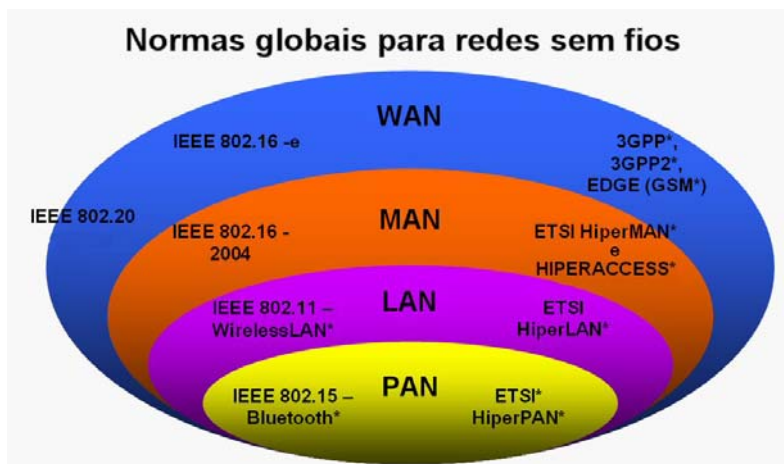 Normas globais para redes sem fios
WAN
IEEE 802.16 -e
3GPP*,
3GPP2*,
EDGE (GSM*)
IEEE 802.20
MAN
IEEE 802.16 -
2004
ETSI HiperMAN*
e
HIPERACCESS*
LAN
IEEE 802.11 –
WirelessLAN*
ETSI
HiperLAN*
PAN
IEEE 802.15 –
Bluetooth*
ETSI*
HiperPAN*